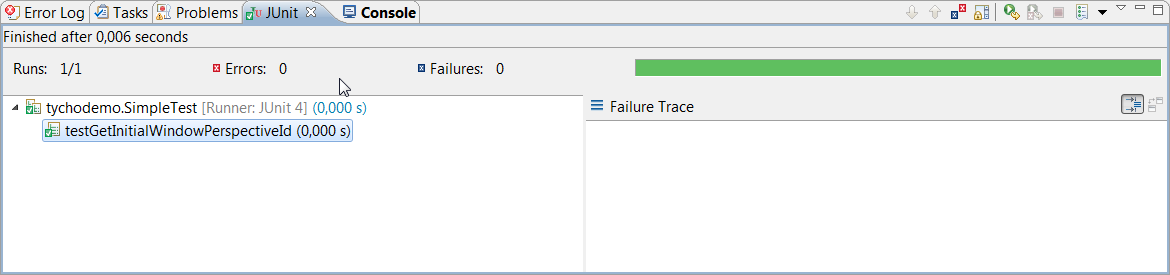 Error Log Tasks Problems JUnit Console
Finished after 0,006 seconds
Runs: 1/1 Errors: 0 Failures: 0
tychodemo.SimpleTest [Runner: JUnit 4] (0,000 s)
Failure Trace
testGetInitialWindowPerspectiveId (0,000 s)